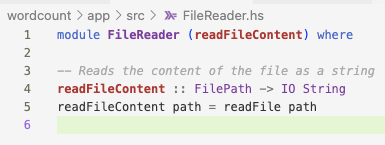 wordcount > app > src > FileReader.hs
1 module FileReader (readFileContent) where
2
3 -- Reads the content of the file as a string
4 readFileContent :: FilePath -> IO String
5 readFileContent path = readFile path
6